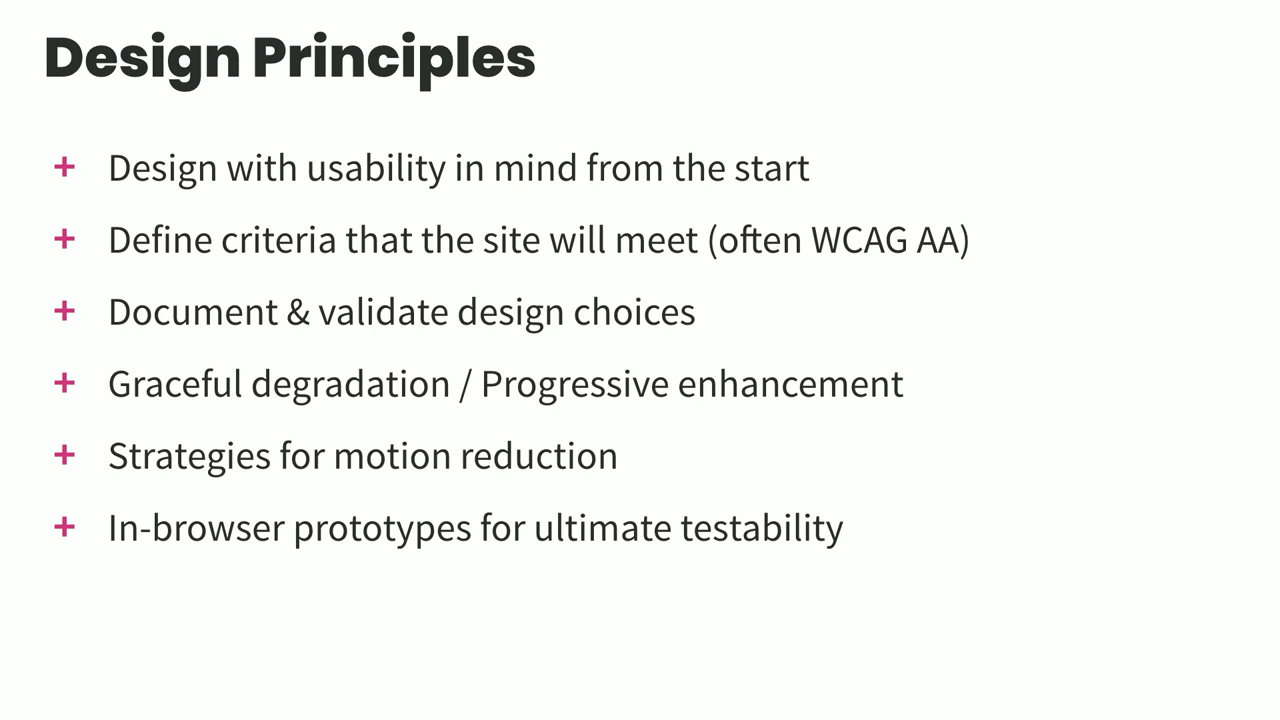 Design Principles
+ Design with usability in mind from the start
+ Define criteria that the site will meet (often WCAG AA)
+ Document & validate design choices
+ Graceful degradation / Progressive enhancement
+ Strategies for motion reduction
+ In-browser prototypes for ultimate testability